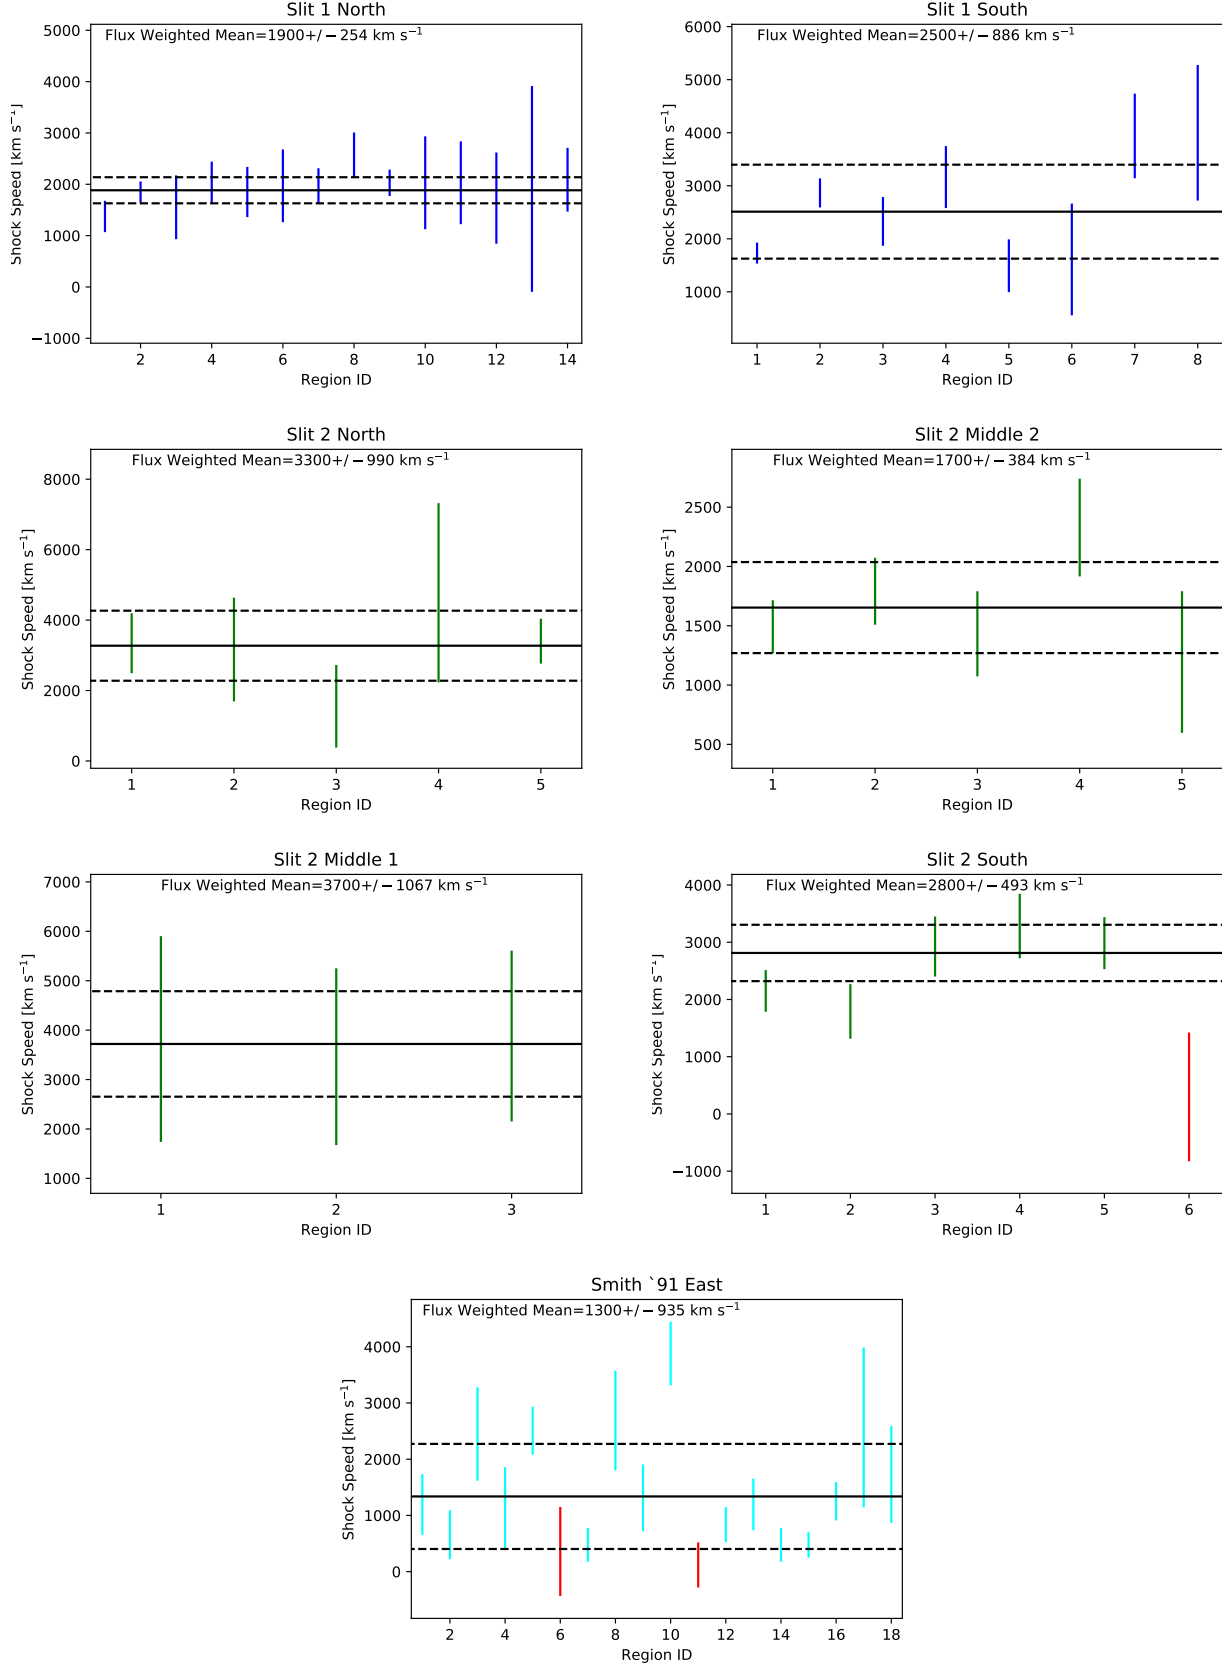 Slit 1 North
Flux Weighted Mean=1900+/−254 km s⁻¹
5000
4000
3000
2000
1000
0
−1000
Shock Speed [km s⁻¹]
2 4 6 8 10 12 14
Region ID
Slit 1 South
Flux Weighted Mean=2500+/−886 km s⁻¹
6000
5000
4000
3000
2000
1000
Shock Speed [km s⁻¹]
1 2 3 4 5 6 7 8
Region ID
Slit 2 North
Flux Weighted Mean=3300+/−990 km s⁻¹
8000
6000
4000
2000
0
Shock Speed [km s⁻¹]
1 2 3 4 5
Region ID
Slit 2 Middle 2
Flux Weighted Mean=1700+/−384 km s⁻¹
2500
2000
1500
1000
500
Shock Speed [km s⁻¹]
1 2 3 4 5
Region ID
Slit 2 Middle 1
Flux Weighted Mean=3700+/−1067 km s⁻¹
7000
6000
5000
4000
3000
2000
1000
Shock Speed [km s⁻¹]
1 2 3
Region ID
Slit 2 South
Flux Weighted Mean=2800+/−493 km s⁻¹
4000
3000
2000
1000
0
−1000
Shock Speed [km s⁻¹]
1 2 3 4 5 6
Region ID
Smith `91 East
Flux Weighted Mean=1300+/−935 km s⁻¹
4000
3000
2000
1000
0
Shock Speed [km s⁻¹]
2 4 6 8 10 12 14 16 18
Region ID